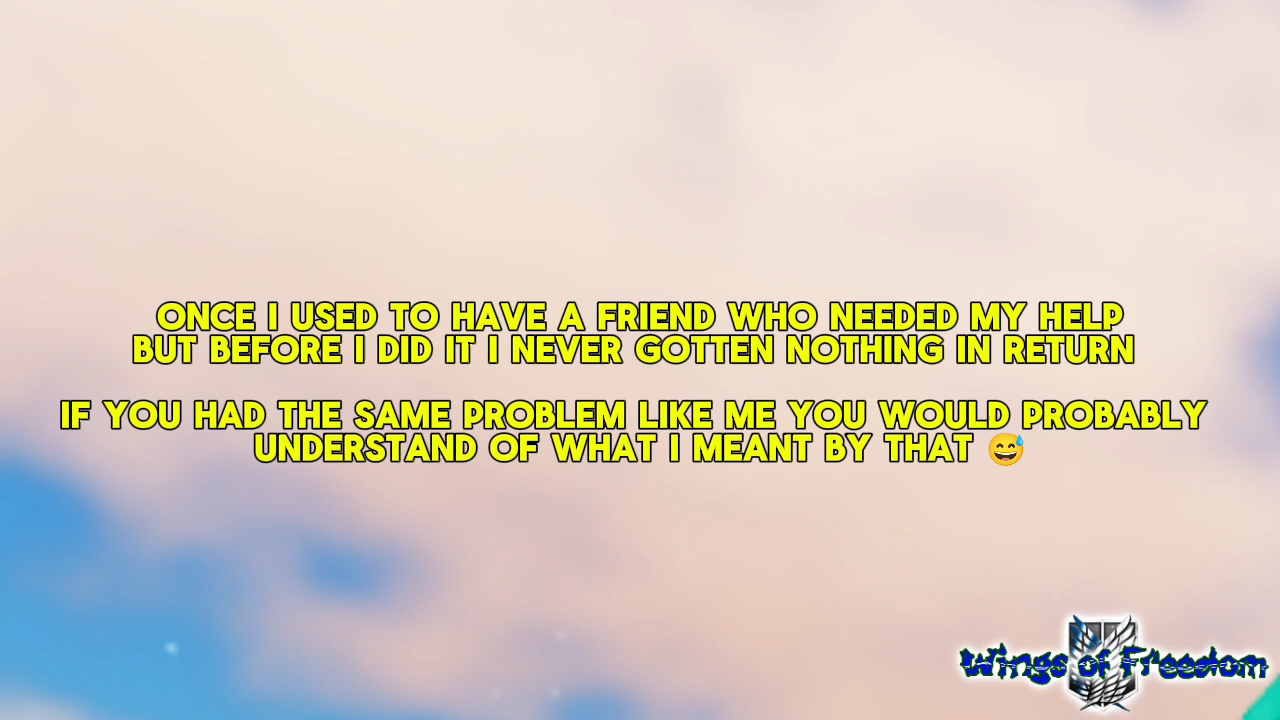 ONCE I USED TO HAVE A FRIEND WHO NEEDED MY HELP
BUT BEFORE I DID IT I NEVER GOTTEN NOTHING IN RETURN
IF YOU HAD THE SAME PROBLEM LIKE ME YOU WOULD PROBABLY
UNDERSTAND OF WHAT I MEANT BY THAT 😅
Wings of Freedom